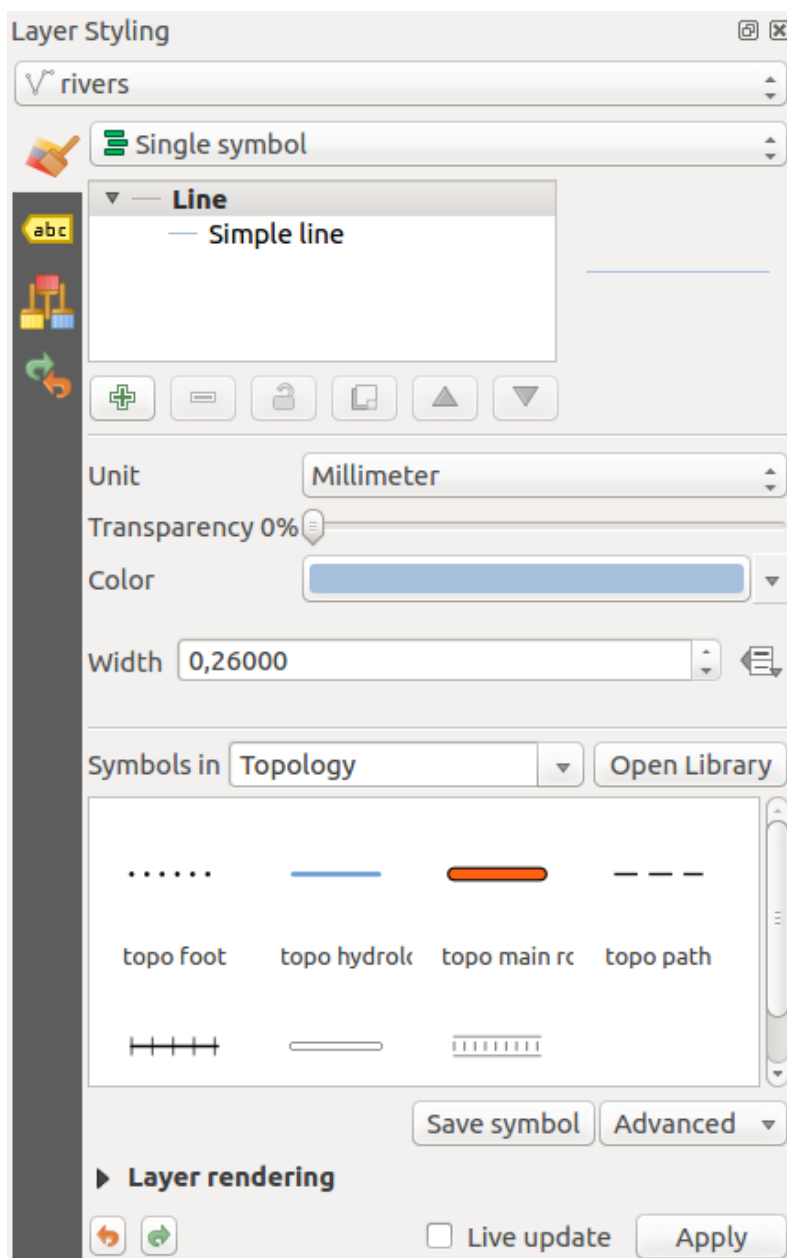 Layer Styling
rivers
Single symbol
Line
abc
Simple line
Unit Millimeter
Transparency 0%
Color
Width 0,26000
Symbols in Topology Open Library
topo foot topo hydrolo topo main ro topo path
Save symbol Advanced
Layer rendering
Live update Apply